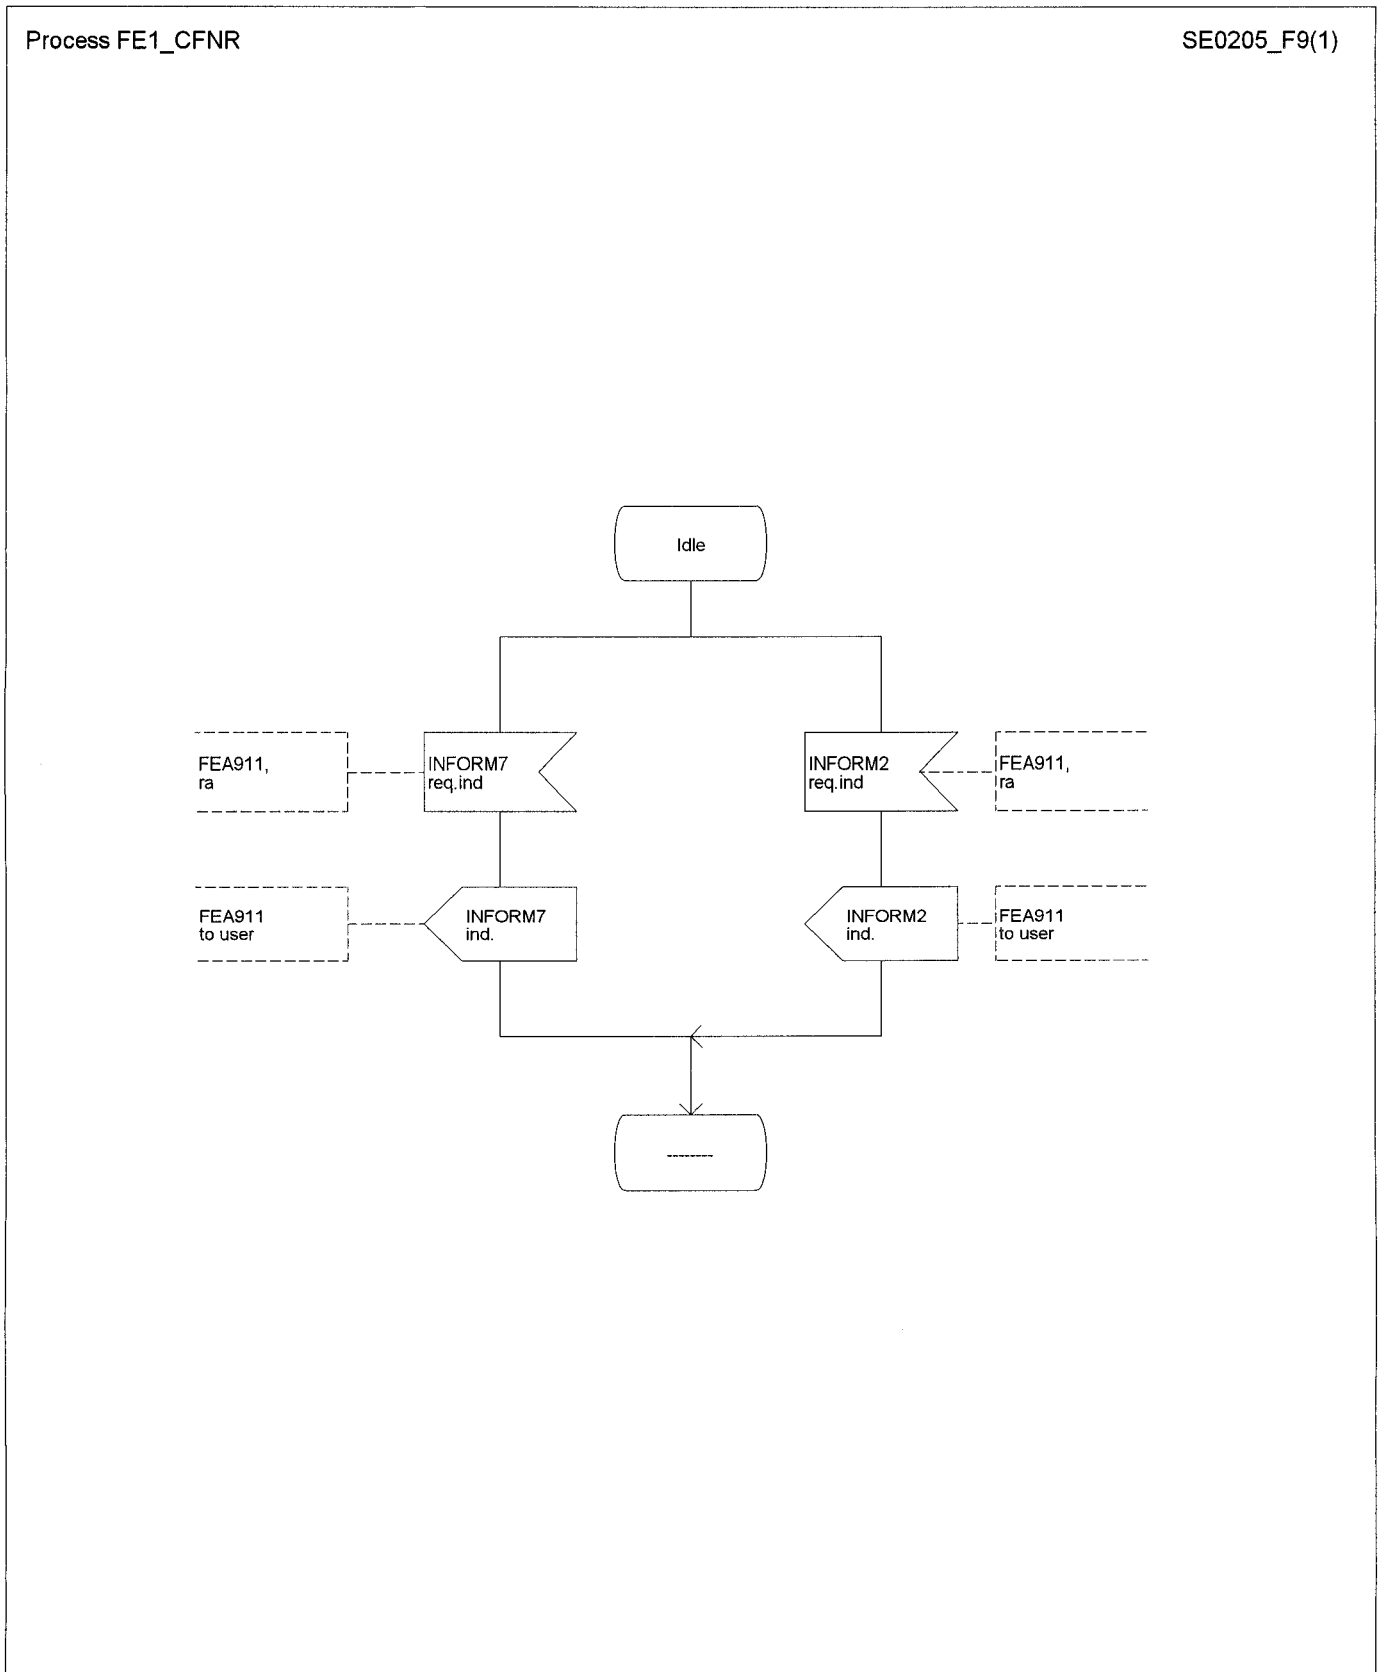 Process FE1_CFNR
SE0205_F9(1)
Idle
FEA911,
ra
INFORM7
req.ind
INFORM2
req.ind
FEA911,
ra
FEA911
to user
INFORM7
ind.
INFORM2
ind.
FEA911
to user
--------